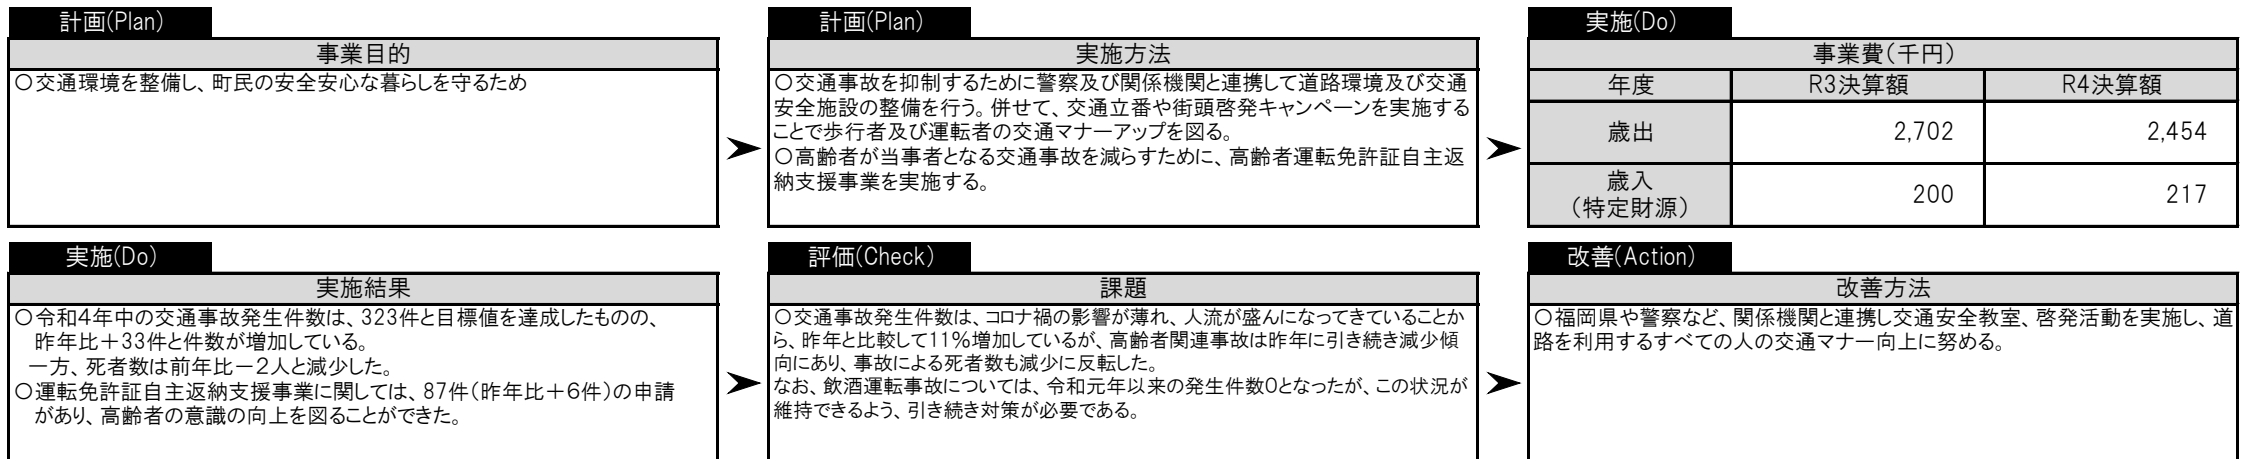 計画(Plan)
事業目的
〇交通環境を整備し、町民の安全安心な暮らしを守るため
計画(Plan)
実施方法
〇交通事故を抑制するために警察及び関係機関と連携して道路環境及び交通
安全施設の整備を行う。併せて、交通立番や街頭啓発キャンペーンを実施する
ことで歩行者及び運転者の交通マナーアップを図る。
〇高齢者が当事者となる交通事故を減らすために、高齢者運転免許証自主返
納支援事業を実施する。
実施(Do)
事業費(千円)
年度 R3決算額 R4決算額
歳出 2,702 2,454
歳入
(特定財源) 200 217
実施(Do)
実施結果
〇令和4年中の交通事故発生件数は、323件と目標値を達成したものの、
昨年比+33件と件数が増加している。
一方、死者数は前年比-2人と減少した。
〇運転免許証自主返納支援事業に関しては、87件(昨年比+6件)の申請
があり、高齢者の意識の向上を図ることができた。
評価(Check)
課題
〇交通事故発生件数は、コロナ禍の影響が薄れ、人流が盛んになってきていることか
ら、昨年と比較して11%増加しているが、高齢者関連事故は昨年に引き続き減少傾
向にあり、事故による死者数も減少に反転した。
なお、飲酒運転事故については、令和元年以来の発生件数0となったが、この状況が
維持できるよう、引き続き対策が必要である。
改善(Action)
改善方法
〇福岡県や警察など、関係機関と連携し交通安全教室、啓発活動を実施し、道
路を利用するすべての人の交通マナー向上に努める。